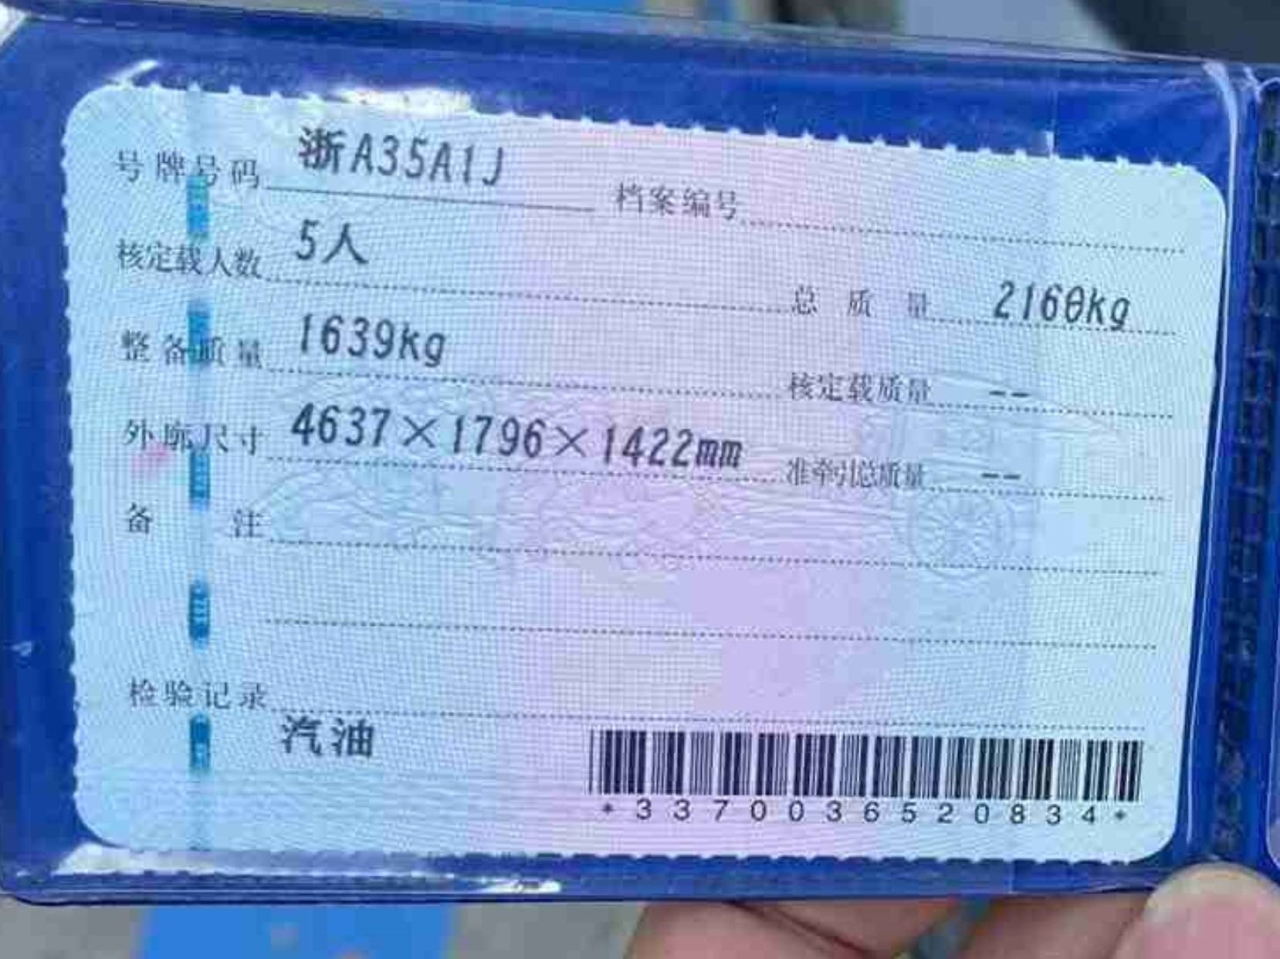 号牌号码 浙A35A1J 档案编号
核定载人数 5人 总质量 2160kg
整备质量 1639kg 核定载质量 --
外廓尺寸 4637×1796×1422mm 准牵引总质量 --
备注
检验记录
汽油
*3370036520834*